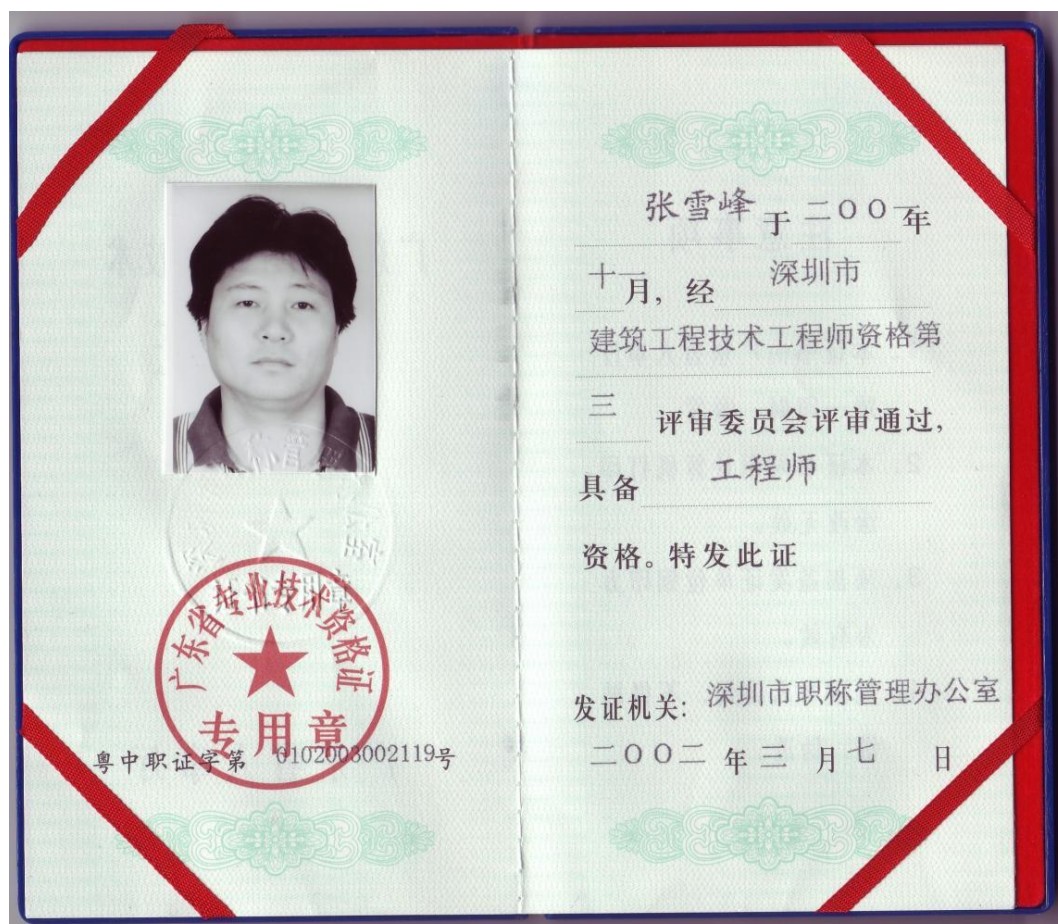 广东省专业技术资格证
专用章
粤中职证字第 0102003002119号
张雪峰 于 二〇〇一年
十一月, 经 深圳市
建筑工程技术工程师资格第
三 评审委员会评审通过,
具备 工程师
资格。特发此证
发证机关: 深圳市职称管理办公室
二〇〇二 年 三 月 七 日